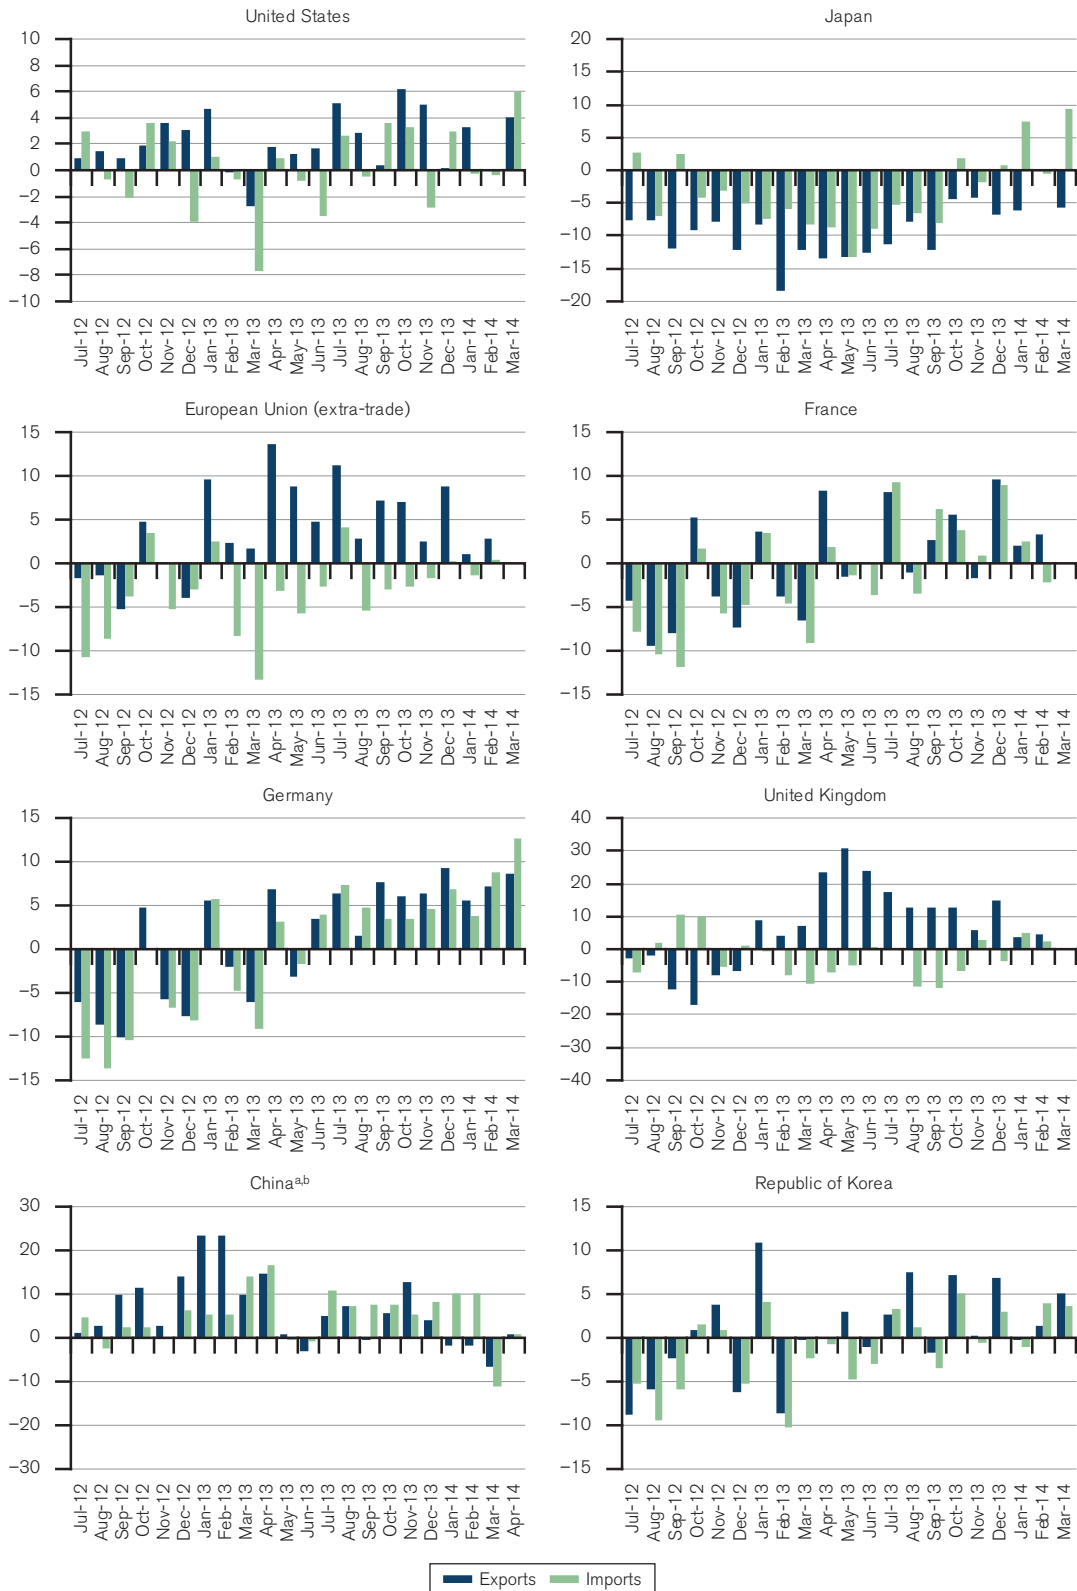 United States
10
8
6
4
2
0
−2
−4
−6
−8
−10
Jul-12
Aug-12
Sep-12
Oct-12
Nov-12
Dec-12
Jan-13
Feb-13
Mar-13
Apr-13
May-13
Jun-13
Jul-13
Aug-13
Sep-13
Oct-13
Nov-13
Dec-13
Jan-14
Feb-14
Mar-14
Japan
20
15
10
5
0
−5
−10
−15
−20
Jul-12
Aug-12
Sep-12
Oct-12
Nov-12
Dec-12
Jan-13
Feb-13
Mar-13
Apr-13
May-13
Jun-13
Jul-13
Aug-13
Sep-13
Oct-13
Nov-13
Dec-13
Jan-14
Feb-14
Mar-14
European Union (extra-trade)
15
10
5
0
−5
−10
−15
Jul-12
Aug-12
Sep-12
Oct-12
Nov-12
Dec-12
Jan-13
Feb-13
Mar-13
Apr-13
May-13
Jun-13
Jul-13
Aug-13
Sep-13
Oct-13
Nov-13
Dec-13
Jan-14
Feb-14
Mar-14
France
15
10
5
0
−5
−10
−15
Jul-12
Aug-12
Sep-12
Oct-12
Nov-12
Dec-12
Jan-13
Feb-13
Mar-13
Apr-13
May-13
Jun-13
Jul-13
Aug-13
Sep-13
Oct-13
Nov-13
Dec-13
Jan-14
Feb-14
Mar-14
Germany
15
10
5
0
−5
−10
−15
Jul-12
Aug-12
Sep-12
Oct-12
Nov-12
Dec-12
Jan-13
Feb-13
Mar-13
Apr-13
May-13
Jun-13
Jul-13
Aug-13
Sep-13
Oct-13
Nov-13
Dec-13
Jan-14
Feb-14
Mar-14
United Kingdom
40
30
20
10
0
−10
−20
−30
−40
Jul-12
Aug-12
Sep-12
Oct-12
Nov-12
Dec-12
Jan-13
Feb-13
Mar-13
Apr-13
May-13
Jun-13
Jul-13
Aug-13
Sep-13
Oct-13
Nov-13
Dec-13
Jan-14
Feb-14
Mar-14
China a,b
30
20
10
0
−10
−20
−30
Jul-12
Aug-12
Sep-12
Oct-12
Nov-12
Dec-12
Jan-13
Feb-13
Mar-13
Apr-13
May-13
Jun-13
Jul-13
Aug-13
Sep-13
Oct-13
Nov-13
Dec-13
Jan-14
Feb-14
Mar-14
Apr-14
Republic of Korea
15
10
5
0
−5
−10
−15
Jul-12
Aug-12
Sep-12
Oct-12
Nov-12
Dec-12
Jan-13
Feb-13
Mar-13
Apr-13
May-13
Jun-13
Jul-13
Aug-13
Sep-13
Oct-13
Nov-13
Dec-13
Jan-14
Feb-14
Mar-14
Exports
Imports